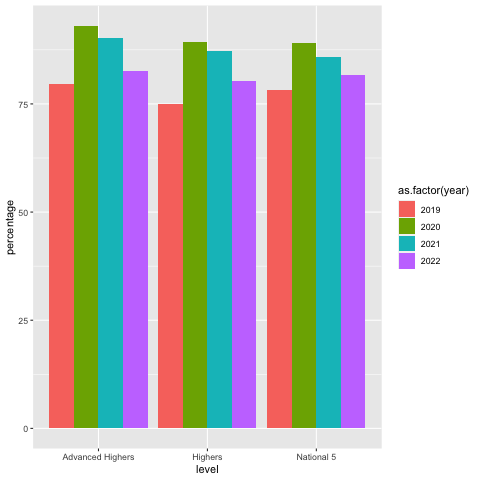 percentage
75
50
25
0
Advanced Highers
Highers
National 5
level
as.factor(year)
2019
2020
2021
2022